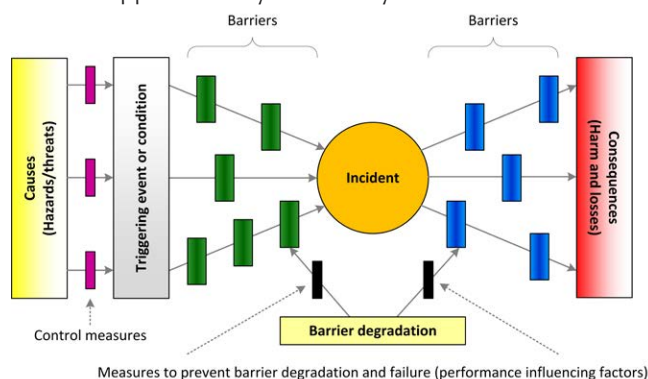 Barriers
Barriers
Causes
(Hazards/threats)
Triggering event or condition
Incident
Consequences
(Harm and losses)
Control measures
Barrier degradation
Measures to prevent barrier degradation and failure (performance influencing factors)